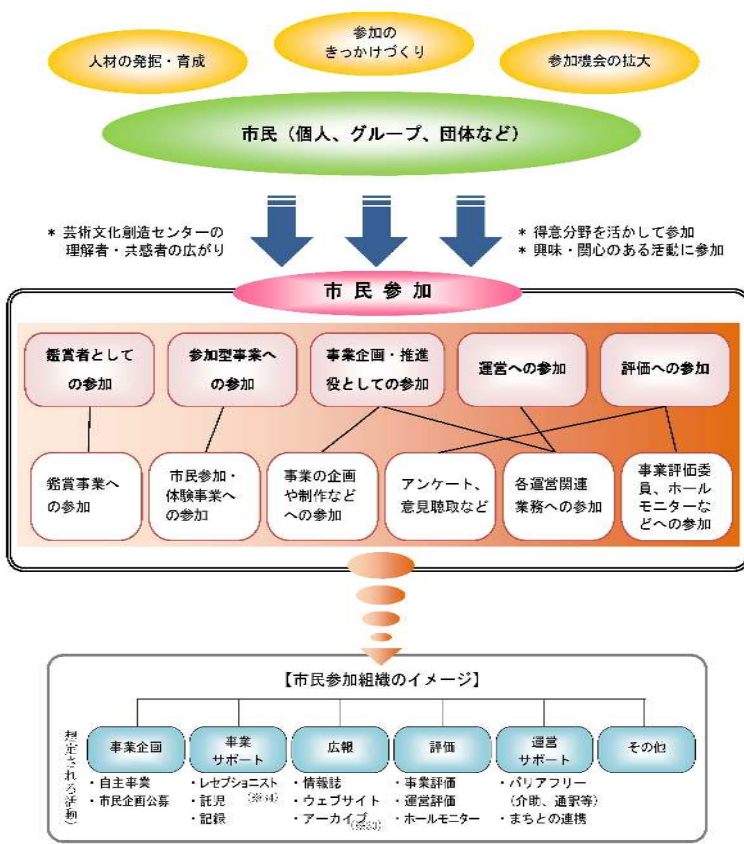 人材の発掘・育成
参加の
きっかけづくり
参加機会の拡大
市民（個人、グループ、団体など）
* 芸術文化創造センターの
理解者・共感者の広がり
* 得意分野を活かして参加
* 興味・関心のある活動に参加
市 民 参 加
鑑賞者として
の参加
参加型事業へ
の参加
事業企画・推進
役としての参加
運営への参加
評価への参加
鑑賞事業へ
の参加
市民参加・
体験事業へ
の参加
事業の企画
や制作など
への参加
アンケート、
意見聴取など
各運営関連
業務への参加
事業評価委
員、ホール
モニターな
どへの参加
【市民参加組織のイメージ】
想定される活動）
事業企画
・自主事業
・市民企画公募
事業
サポート
・レセプショニスト
・託児
・記録
広報
・情報誌
・ウェブサイト
・アーカイブ
評価
・事業評価
・運営評価
・ホールモニター
運営
サポート
・バリアフリー
（介助、通訳等）
・まちとの連携
その他